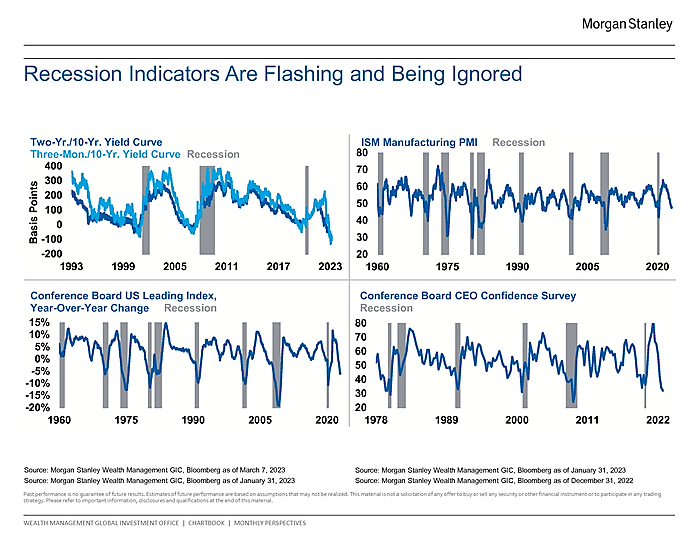 Morgan Stanley
Recession Indicators Are Flashing and Being Ignored
Two-Yr./10-Yr. Yield Curve
Three-Mon./10-Yr. Yield Curve Recession
Basis Points
400
300
200
100
0
-100
-200
1993 1999 2005 2011 2017 2023
ISM Manufacturing PMI Recession
80
70
60
50
40
30
20
1960 1975 1990 2005 2020
Conference Board US Leading Index,
Year-Over-Year Change Recession
15%
10%
5%
0%
-5%
-10%
-15%
-20%
1960 1975 1990 2005 2020
Conference Board CEO Confidence Survey
Recession
80
70
60
50
40
30
20
1978 1989 2000 2011 2022
Source: Morgan Stanley Wealth Management GIC, Bloomberg as of March 7, 2023
Source: Morgan Stanley Wealth Management GIC, Bloomberg as of January 31, 2023
Source: Morgan Stanley Wealth Management GIC, Bloomberg as of January 31, 2023
Source: Morgan Stanley Wealth Management GIC, Bloomberg as of December 31, 2022
Past performance is no guarantee of future results. Estimates of future performance are based on assumptions that may not be realized. This material is not a solicitation of any offer to buy or sell any security or other financial instrument or to participate in any trading
strategy. Please refer to important information, disclosures and qualifications at the end of this material.
WEALTH MANAGEMENT GLOBAL INVESTMENT OFFICE | CHARTBOOK | MONTHLY PERSPECTIVES